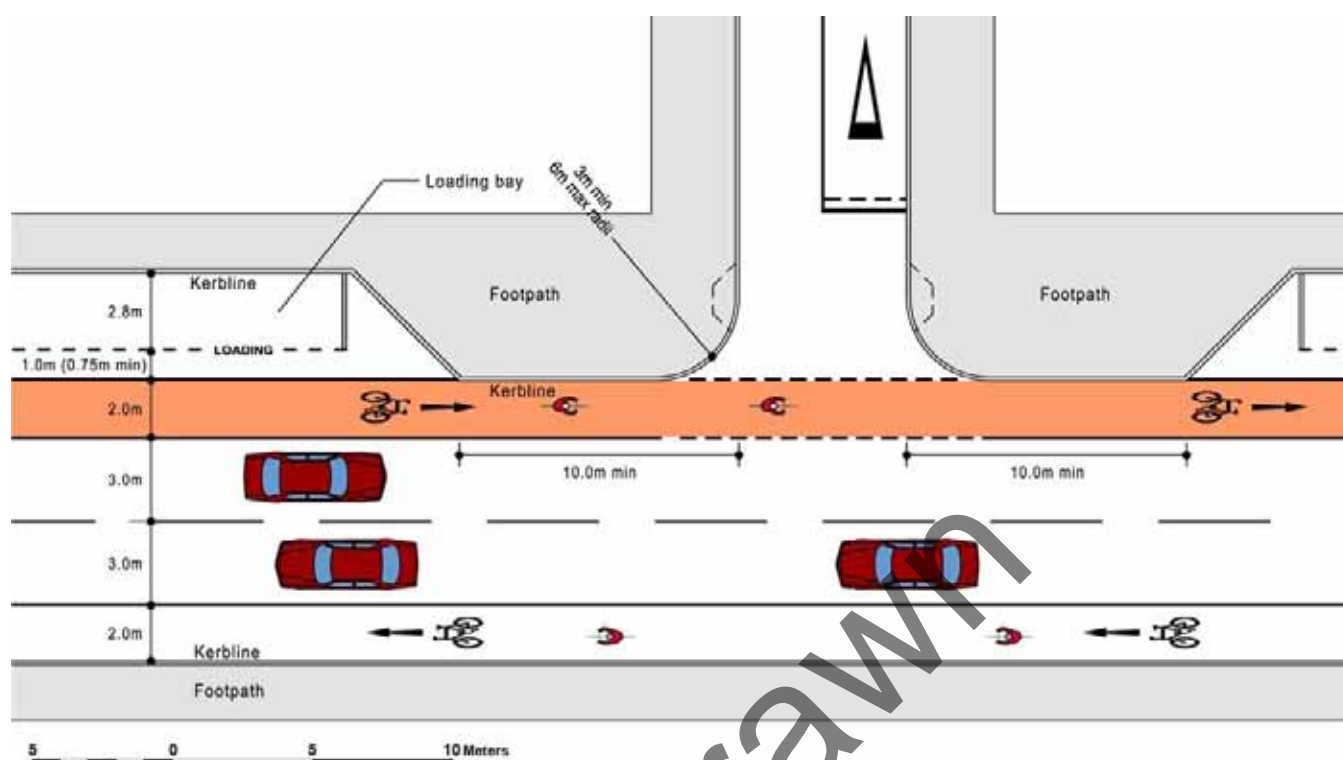 3m min
6m max radii
Loading bay
Kerbline
Footpath
Footpath
2.8m
LOADING
1.0m (0.75m min)
Kerbline
2.0m
10.0m min
10.0m min
3.0m
3.0m
2.0m
Kerbline
Footpath
5 0 5 10 Meters
rawn